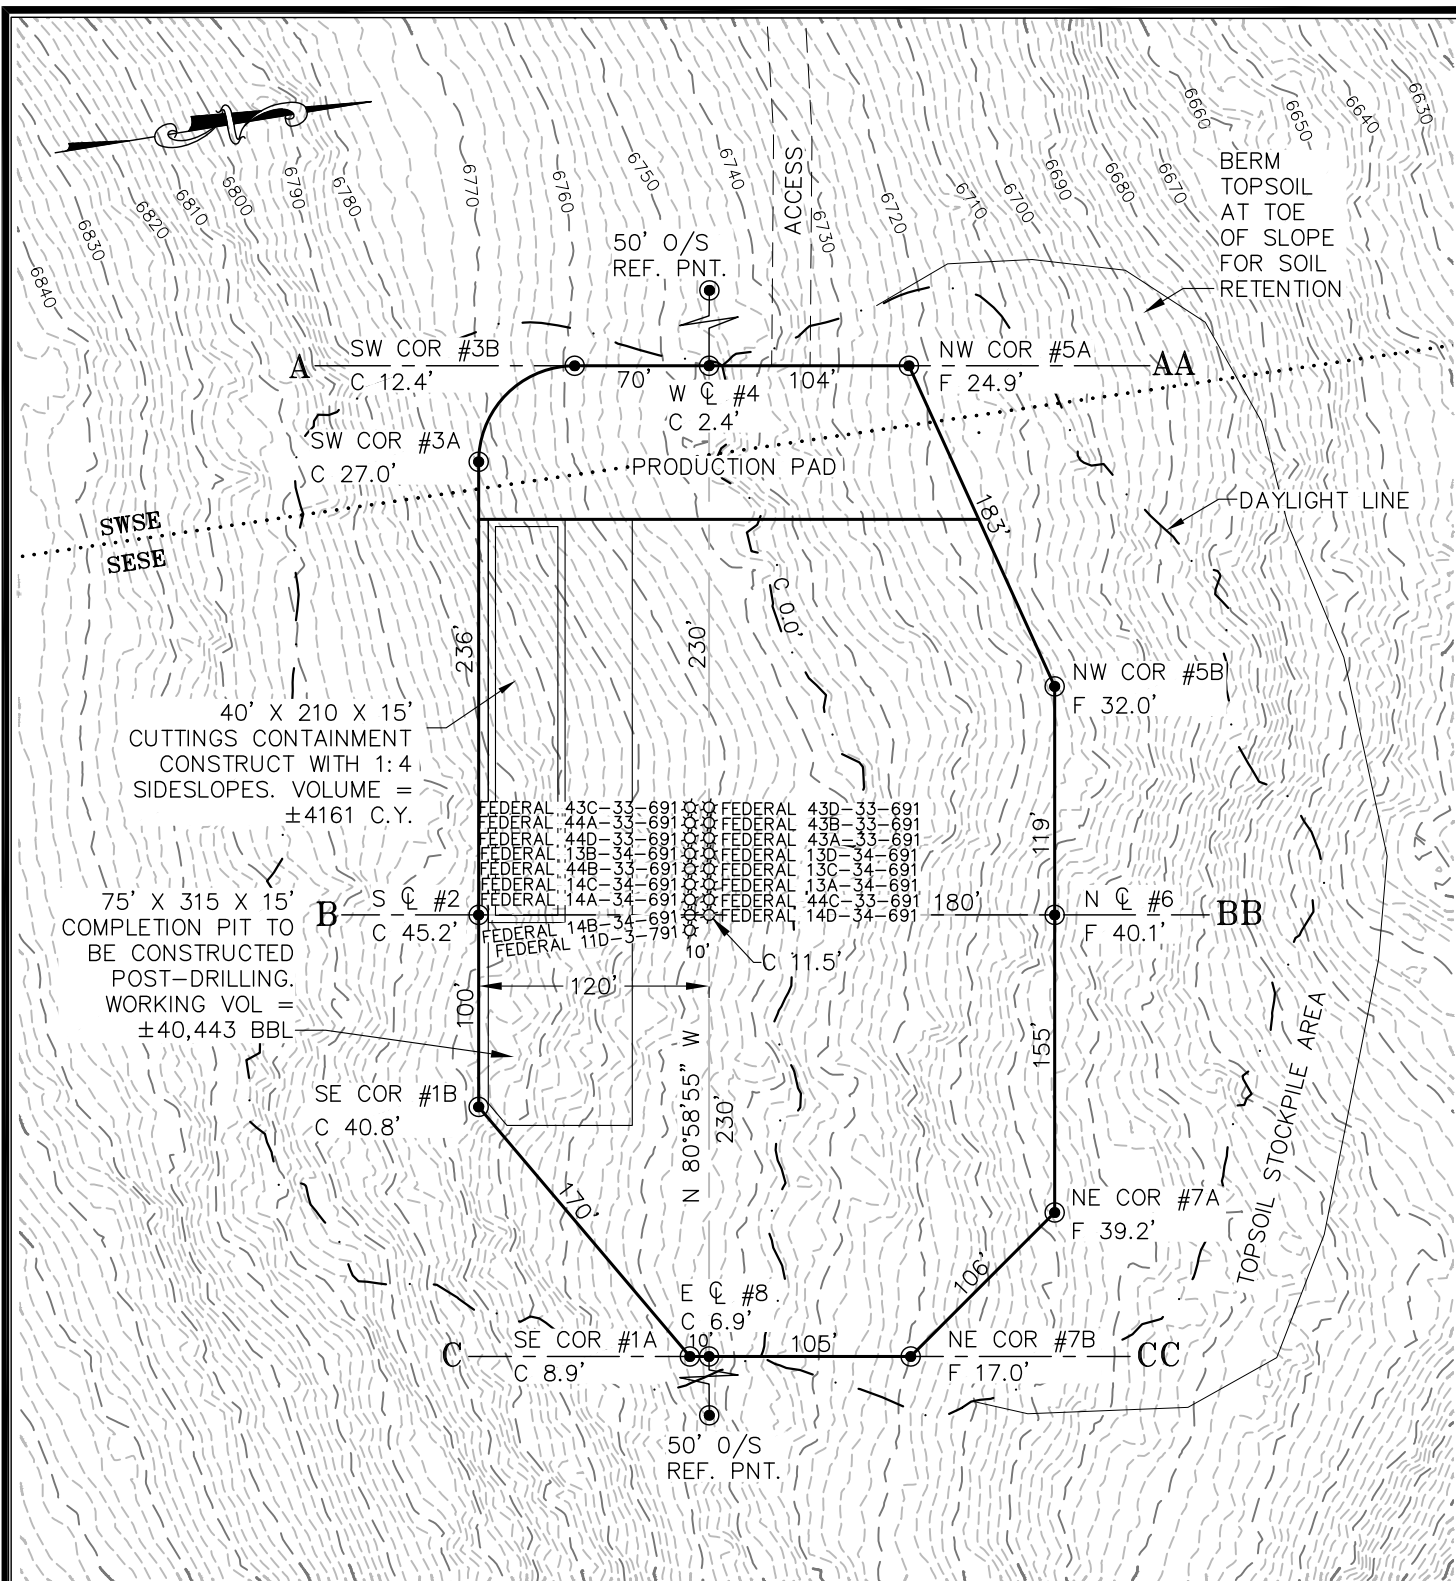 N
6840
6830
6820
6810
6800
6790
6780
6770
6760
6750
6740
6730
6720
6710
6700
6690
6680
6670
6660
6650
6640
6630
ACCESS
BERM
TOPSOIL
AT TOE
OF SLOPE
FOR SOIL
RETENTION
50' O/S
REF. PNT.
A
SW COR #3B
C 12.4'
70'
W ℄ #4
C 2.4'
104'
NW COR #5A
F 24.9'
AA
SW COR #3A
C 27.0'
PRODUCTION PAD
SWSE
SESE
183'
DAYLIGHT LINE
C 0.0'
236'
230'
NW COR #5B
F 32.0'
40' X 210 X 15'
CUTTINGS CONTAINMENT
CONSTRUCT WITH 1:4
SIDESLOPES. VOLUME =
±4161 C.Y.
FEDERAL 43C-33-691
FEDERAL 44A-33-691
FEDERAL 44D-33-691
FEDERAL 13B-34-691
FEDERAL 44B-33-691
FEDERAL 14C-34-691
FEDERAL 14A-34-691
FEDERAL 14B-34-691
FEDERAL 11D-3-791
FEDERAL 43D-33-691
FEDERAL 43B-33-691
FEDERAL 43A-33-691
FEDERAL 13D-34-691
FEDERAL 13C-34-691
FEDERAL 13A-34-691
FEDERAL 44C-33-691
FEDERAL 14D-34-691
119'
75' X 315 X 15'
COMPLETION PIT TO
BE CONSTRUCTED
POST-DRILLING.
WORKING VOL =
±40,443 BBL
B
S ℄ #2
C 45.2'
10'
C 11.5'
180'
N ℄ #6
F 40.1'
BB
120'
100'
155'
N 80°58'55" W
230'
SE COR #1B
C 40.8'
170'
NE COR #7A
F 39.2'
TOPSOIL STOCKPILE AREA
106'
E ℄ #8
C 6.9'
C
SE COR #1A
C 8.9'
10'
105'
NE COR #7B
F 17.0'
CC
50' O/S
REF. PNT.